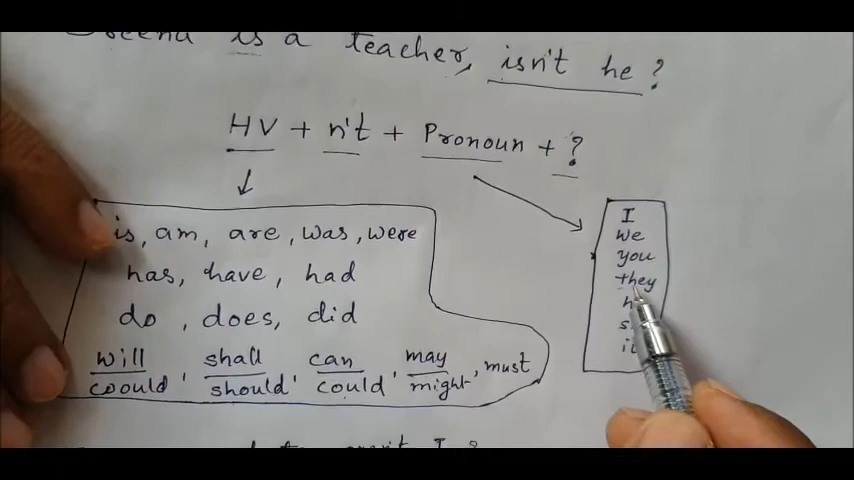 is a teacher, isn't he ?
HV + n't + Pronoun + ?
is, am, are, was, were
has, have, had
do, does, did
will, shall, can, may, must
coould should could might
I
we
you
they